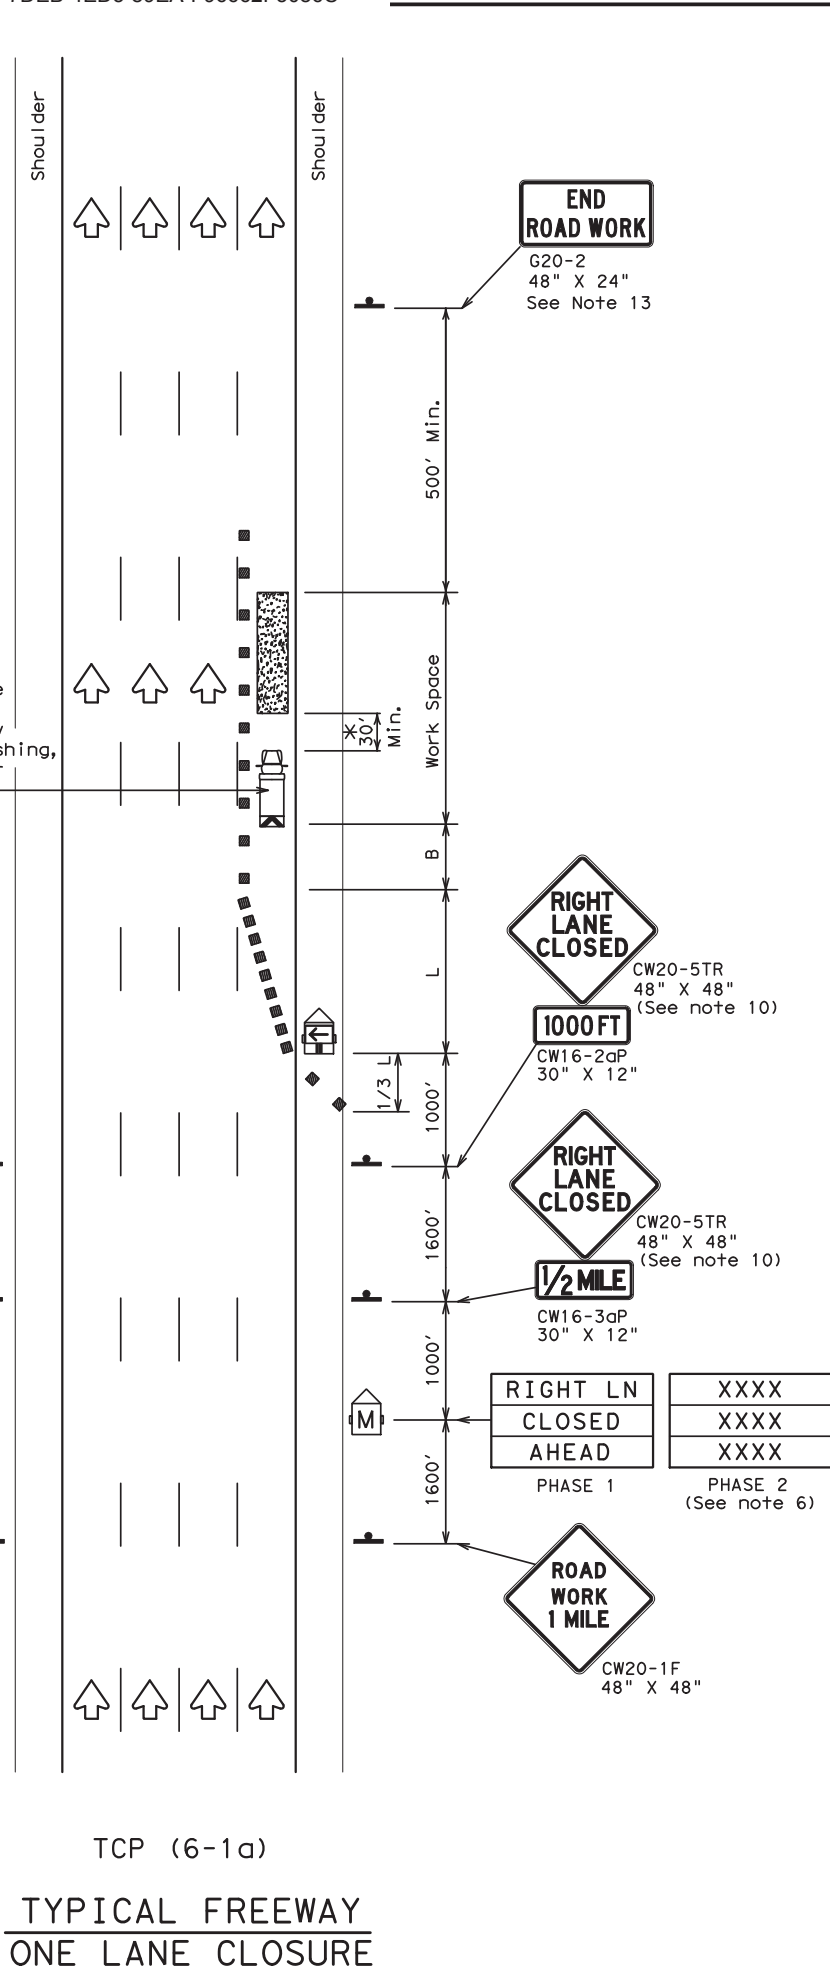 Shoulder
Shoulder
END
ROAD WORK
G20-2
48" X 24"
See Note 13
500' Min.
shing,
*
30'
Min.
Work Space
B
L
RIGHT
LANE
CLOSED
CW20-5TR
48" X 48"
(See note 10)
1000 FT
CW16-2aP
30" X 12"
1/3 L
1000'
RIGHT
LANE
CLOSED
CW20-5TR
48" X 48"
(See note 10)
1/2 MILE
CW16-3aP
30" X 12"
1600'
1000'
M
RIGHT LN
CLOSED
AHEAD
PHASE 1
XXXX
XXXX
XXXX
PHASE 2
(See note 6)
1600'
ROAD
WORK
1 MILE
CW20-1F
48" X 48"
TCP (6-1a)
TYPICAL FREEWAY
ONE LANE CLOSURE